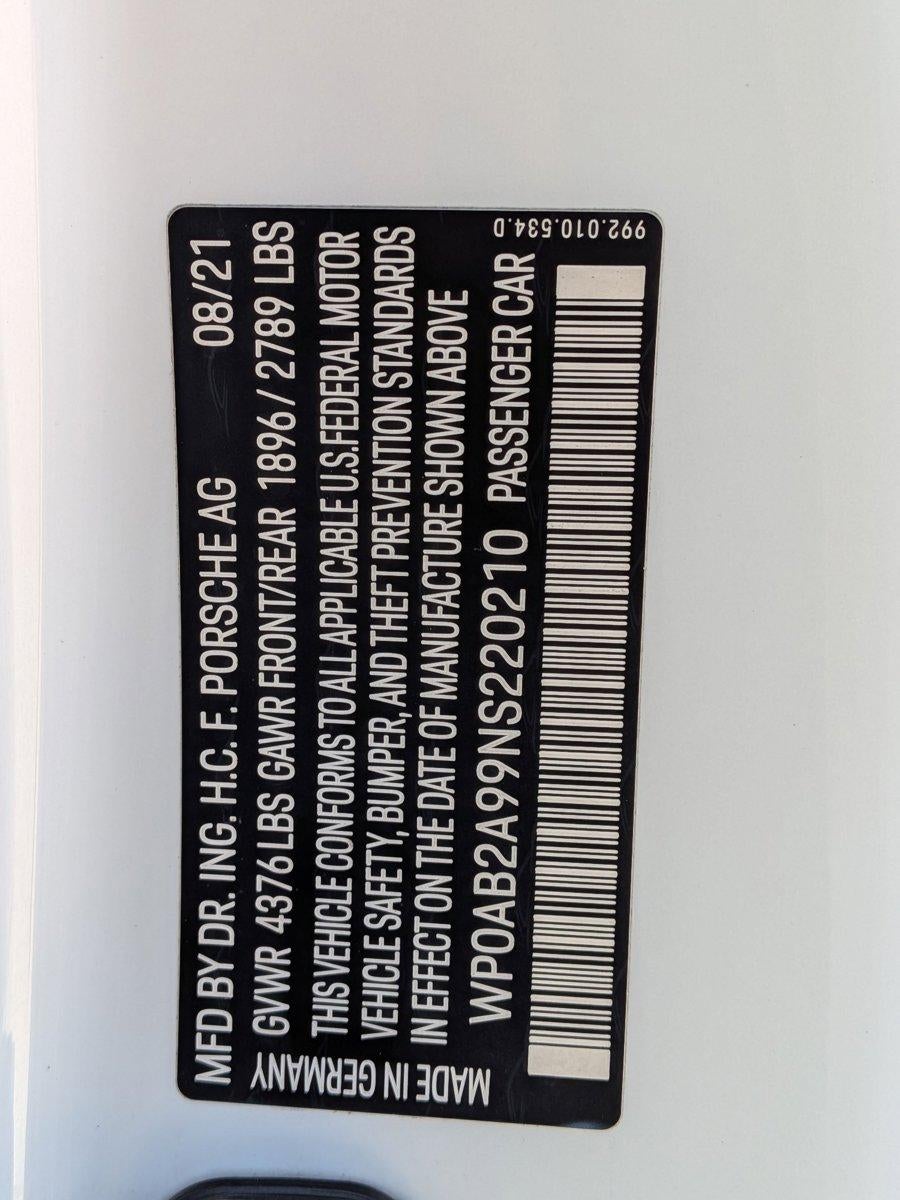 MFD BY DR. ING. H.C. F. PORSCHE AG 08/21
GVWR 4376 LBS GAWR FRONT/REAR 1896 / 2789 LBS
THIS VEHICLE CONFORMS TO ALL APPLICABLE U.S.FEDERAL MOTOR
VEHICLE SAFETY, BUMPER, AND THEFT PREVENTION STANDARDS
IN EFFECT ON THE DATE OF MANUFACTURE SHOWN ABOVE
WP0AB2A99NS220210 PASSENGER CAR
MADE IN GERMANY
992.010.534.D